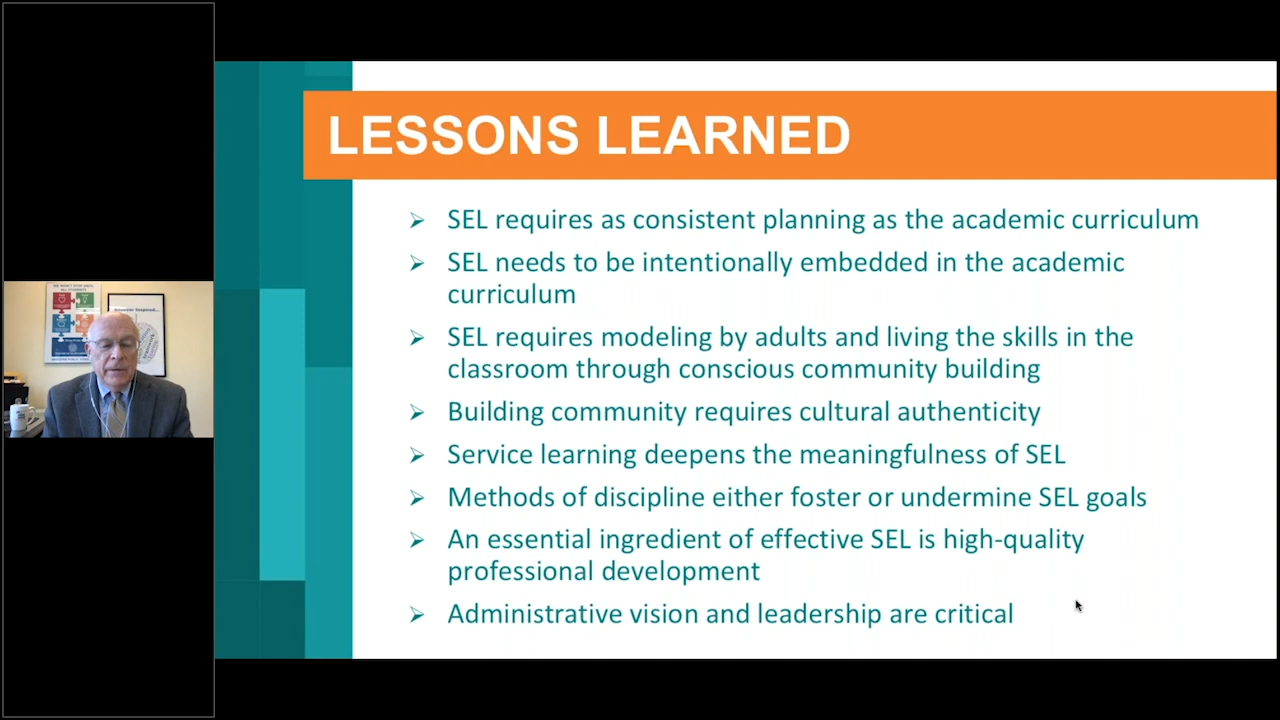 LESSONS LEARNED
SEL requires as consistent planning as the academic curriculum
SEL needs to be intentionally embedded in the academic
curriculum
SEL requires modeling by adults and living the skills in the
classroom through conscious community building
Building community requires cultural authenticity
Service learning deepens the meaningfulness of SEL
Methods of discipline either foster or undermine SEL goals
An essential ingredient of effective SEL is high-quality
professional development
Administrative vision and leadership are critical